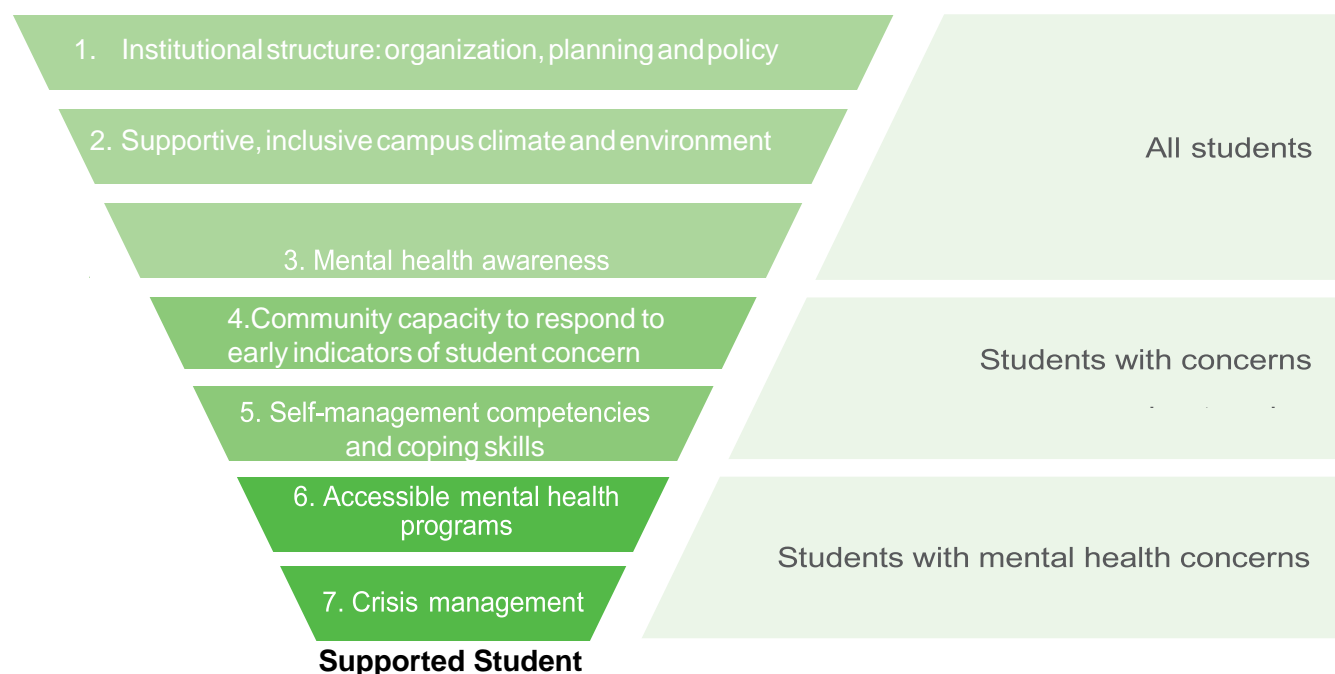 1. Institutional structure: organization, planning and policy
2. Supportive, inclusive campus climate and environment
All students
3. Mental health awareness
4.Community capacity to respond to
early indicators of student concern
Students with concerns
5. Self-management competencies
and coping skills
6. Accessible mental health
programs
Students with mental health concerns
7. Crisis management
Supported Student